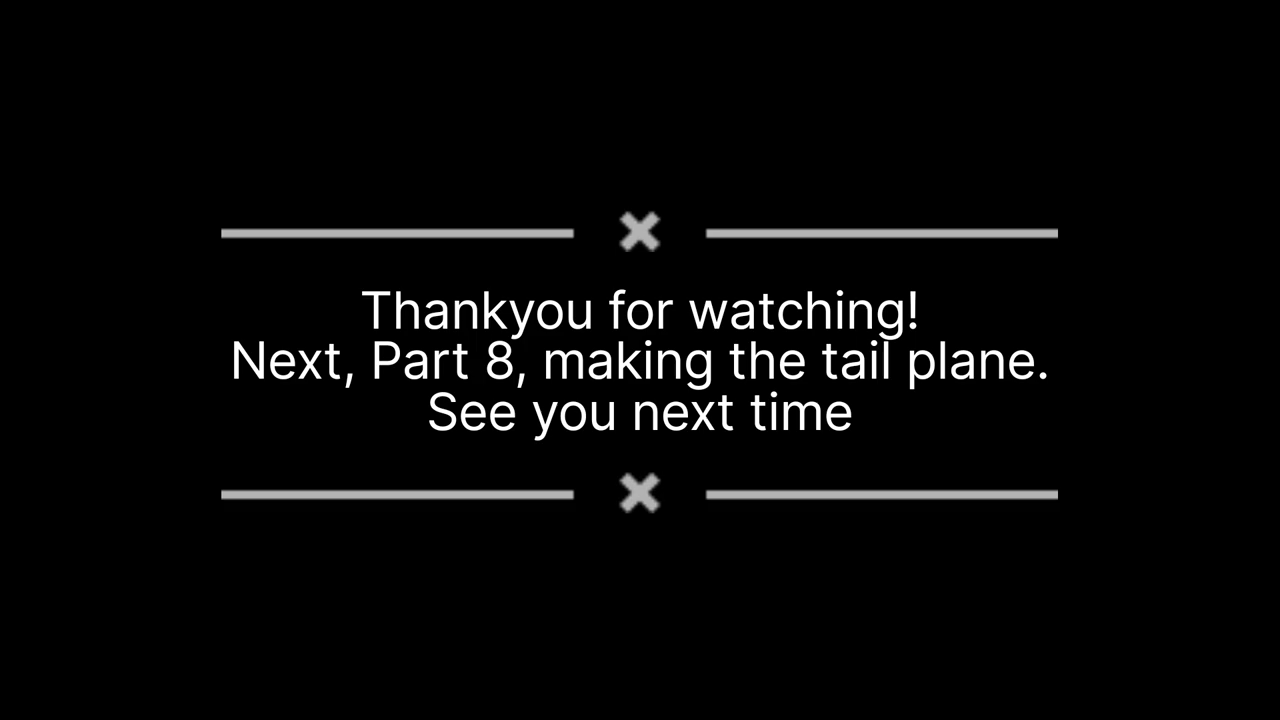 Thankyou for watching!
Next, Part 8, making the tail plane.
See you next time